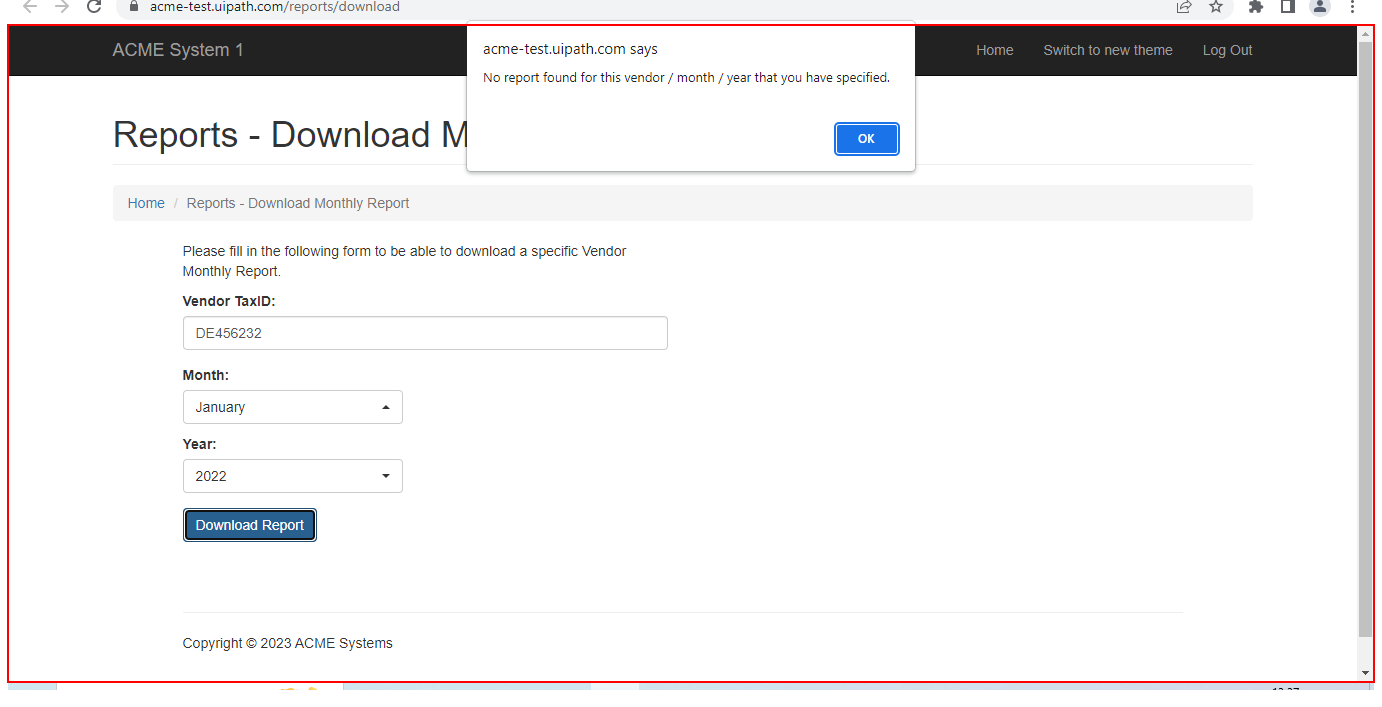 acme-test.uipath.com/reports/download
ACME System 1
Home
Switch to new theme
Log Out
acme-test.uipath.com says
No report found for this vendor / month / year that you have specified.
OK
Reports - Download M
Home / Reports - Download Monthly Report
Please fill in the following form to be able to download a specific Vendor
Monthly Report.
Vendor TaxID:
DE456232
Month:
January
Year:
2022
Download Report
Copyright © 2023 ACME Systems